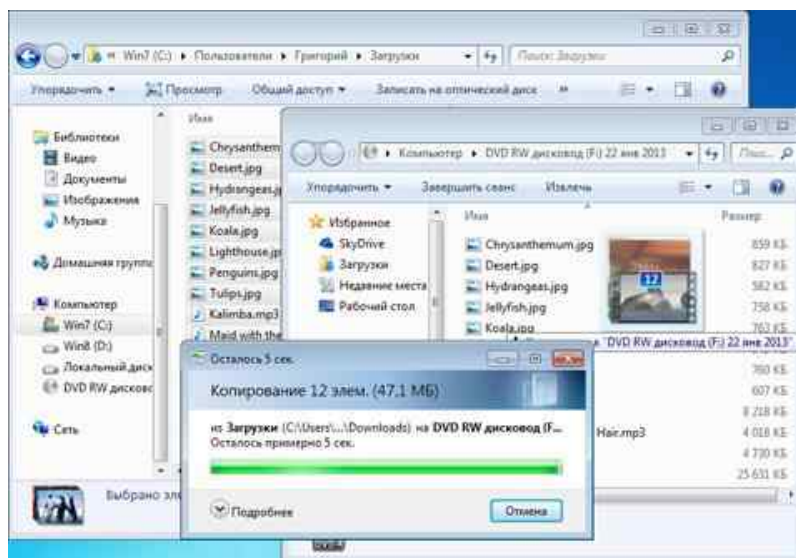 Win7 (C:) ▸ Пользователи ▸ Григорий ▸ Загрузки
Поиск: Загрузки
Упорядочить
Просмотр
Общий доступ
Записать на оптический диск
»
Библиотеки
Видео
Документы
Изображения
Музыка
Домашняя группа
Компьютер
Win7 (C:)
Win8 (D:)
Локальный диск
DVD RW дисково
Сеть
Имя
Chrysanthem
Desert.jpg
Hydrangeas.j
Jellyfish.jpg
Koala.jpg
Lighthouse.jp
Penguins.jpg
Tulips.jpg
Kalimba.mp3
Maid with the
Выбрано эле
Компьютер ▸ DVD RW дисковод (F:) 22 янв 2013
Упорядочить
Завершить сеанс
Извлечь
Избранное
SkyDrive
Загрузки
Недавние места
Рабочий стол
Имя
Размер
Chrysanthemum.jpg
859 КБ
Desert.jpg
827 КБ
Hydrangeas.jpg
582 КБ
Jellyfish.jpg
758 КБ
Koala.jpg
763 КБ
12
в "DVD RW дисковод (F:) 22 янв 2013"
760 КБ
607 КБ
8 218 КБ
Hair.mp3
4 018 КБ
4 730 КБ
25 631 КБ
Осталось 5 сек.
Копирование 12 элем. (47,1 МБ)
из Загрузки (C:\Users\...\Downloads) на DVD RW дисковод (F...
Осталось примерно 5 сек.
Подробнее
Отмена